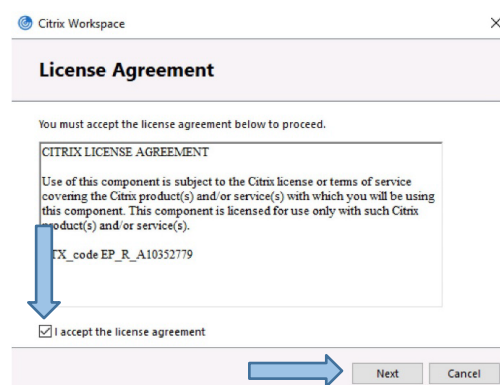 Citrix Workspace
License Agreement
You must accept the license agreement below to proceed.
CITRIX LICENSE AGREEMENT
Use of this component is subject to the Citrix license or terms of service
covering the Citrix product(s) and/or service(s) with which you will be using
this component. This component is licensed for use only with such Citrix
product(s) and/or service(s).
TX_code EP_R_A10352779
I accept the license agreement
Next Cancel